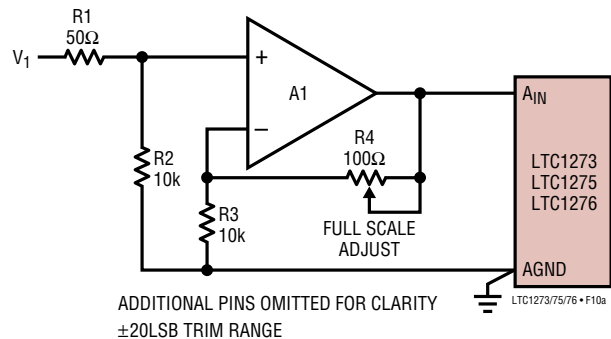 R1
50Ω
V1
+
A1
−
AIN
R4
100Ω
R2
10k
LTC1273
LTC1275
LTC1276
R3
10k
FULL SCALE
ADJUST
AGND
ADDITIONAL PINS OMITTED FOR CLARITY
±20LSB TRIM RANGE
LTC1273/75/76 • F10a